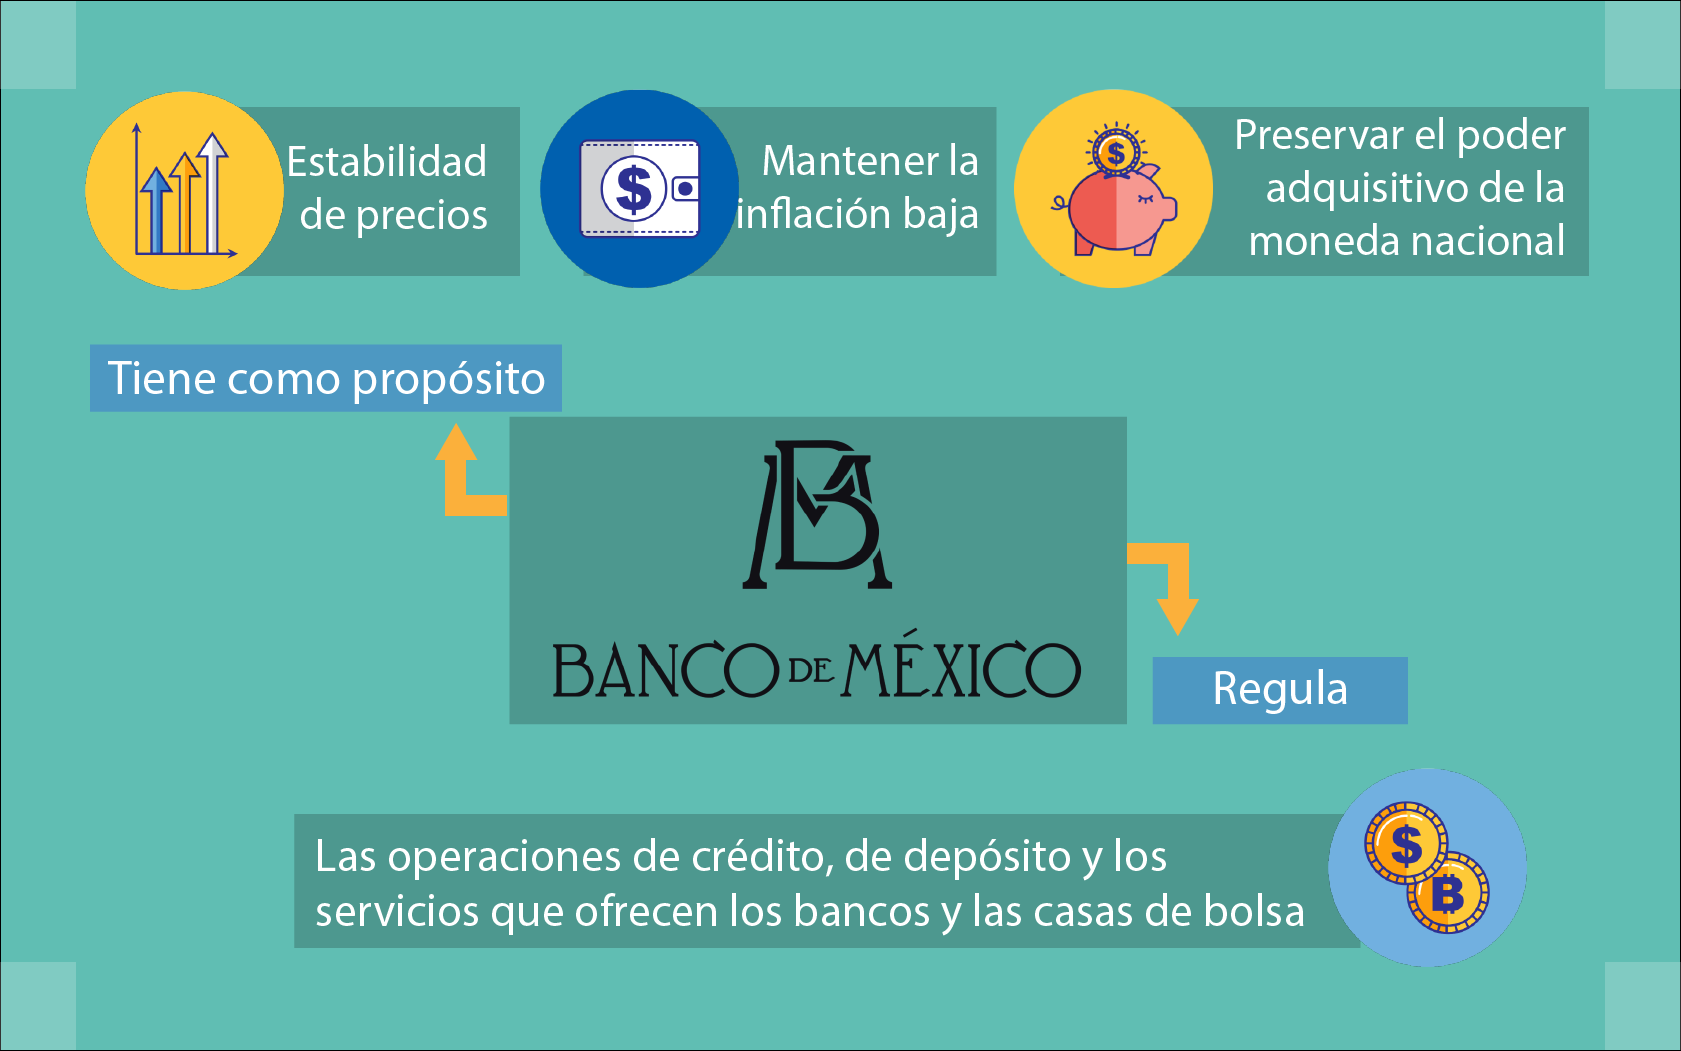 Estabilidad
de precios
Mantener la
inflación baja
Preservar el poder
adquisitivo de la
moneda nacional
Tiene como propósito
BANCO DE MÉXICO
Regula
Las operaciones de crédito, de depósito y los
servicios que ofrecen los bancos y las casas de bolsa